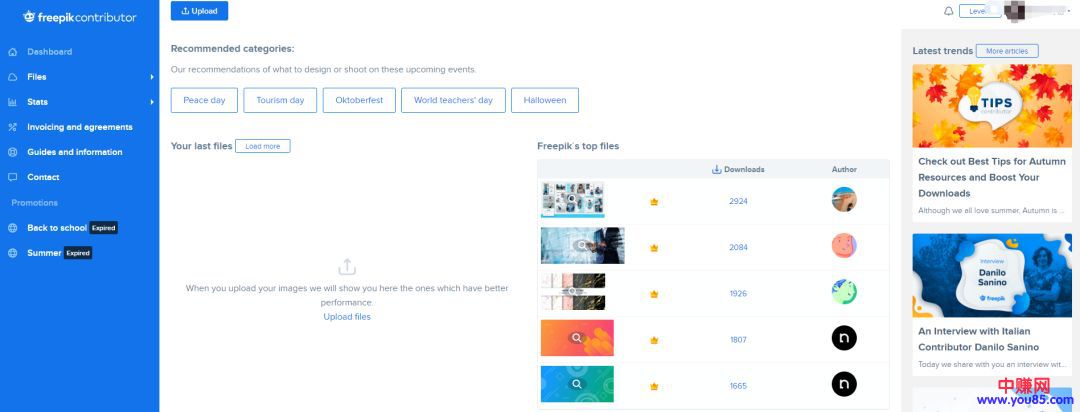 freepikcontributor
Dashboard
Files
Stats
Invoicing and agreements
Guides and information
Contact
Promotions
Back to school Expired
Summer Expired
Upload
Recommended categories:
Our recommendations of what to design or shoot on these upcoming events.
Peace day
Tourism day
Oktoberfest
World teachers' day
Halloween
Your last files Load more
When you upload your images we will show you here the ones which have better
performance.
Upload files
Freepik's top files
Downloads Author
2924
2084
1926
1807
1665
Latest trends More articles
TIPS
contributor
Check out Best Tips for Autumn
Resources and Boost Your
Downloads
Although we all love summer, Autumn is ...
Interview
Danilo
Sanino
freepik
An Interview with Italian
Contributor Danilo Sanino
Today we share with you an interview wit...
中赚网
www.you85.com